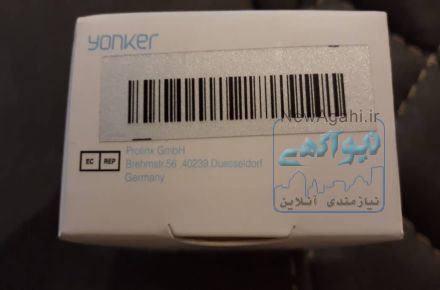 yonker
NewAgahi.ir
نیوآگهی
نیازمندی آنلاین
EC REP
Prolinx GmbH
Brehmstr.56 ,40239,Duesseldorf
Germany